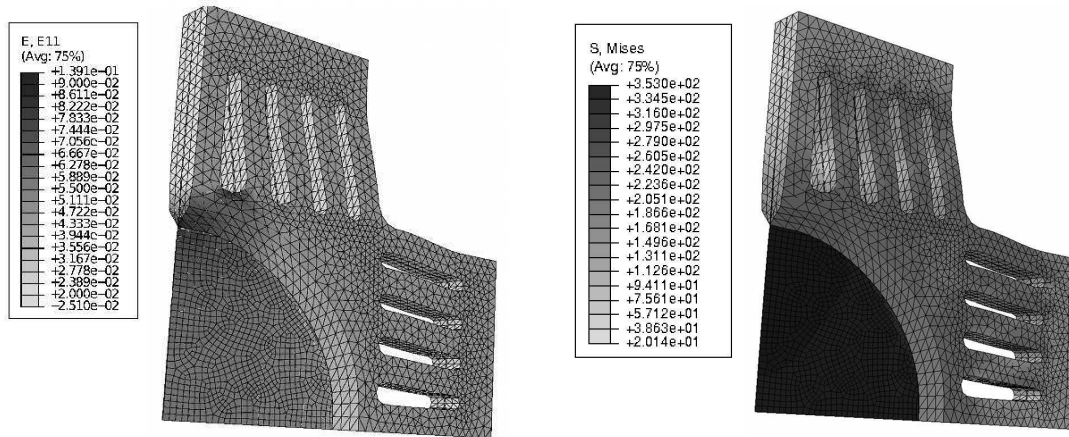 E, E11
(Avg: 75%)
+1.391e−01
+9.000e−02
+8.611e−02
+8.222e−02
+7.833e−02
+7.444e−02
+7.056e−02
+6.667e−02
+6.278e−02
+5.889e−02
+5.500e−02
+5.111e−02
+4.722e−02
+4.333e−02
+3.944e−02
+3.556e−02
+3.167e−02
+2.778e−02
+2.389e−02
+2.000e−02
−2.510e−02
S, Mises
(Avg: 75%)
+3.530e+02
+3.345e+02
+3.160e+02
+2.975e+02
+2.790e+02
+2.605e+02
+2.420e+02
+2.236e+02
+2.051e+02
+1.866e+02
+1.681e+02
+1.496e+02
+1.311e+02
+1.126e+02
+9.411e+01
+7.561e+01
+5.712e+01
+3.863e+01
+2.014e+01